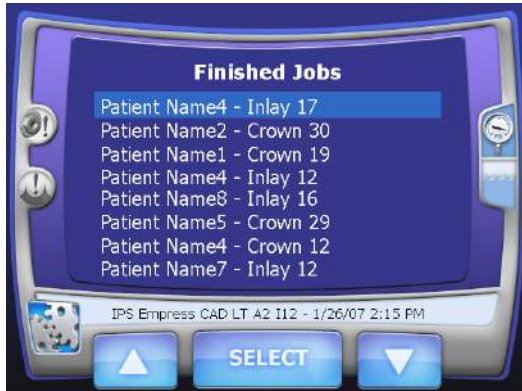 Finished Jobs
Patient Name4 - Inlay 17
Patient Name2 - Crown 30
Patient Name1 - Crown 19
Patient Name4 - Inlay 12
Patient Name8 - Inlay 16
Patient Name5 - Crown 29
Patient Name4 - Crown 12
Patient Name7 - Inlay 12
IPS Empress CAD LT A2 I12 - 1/26/07 2:15 PM
SELECT